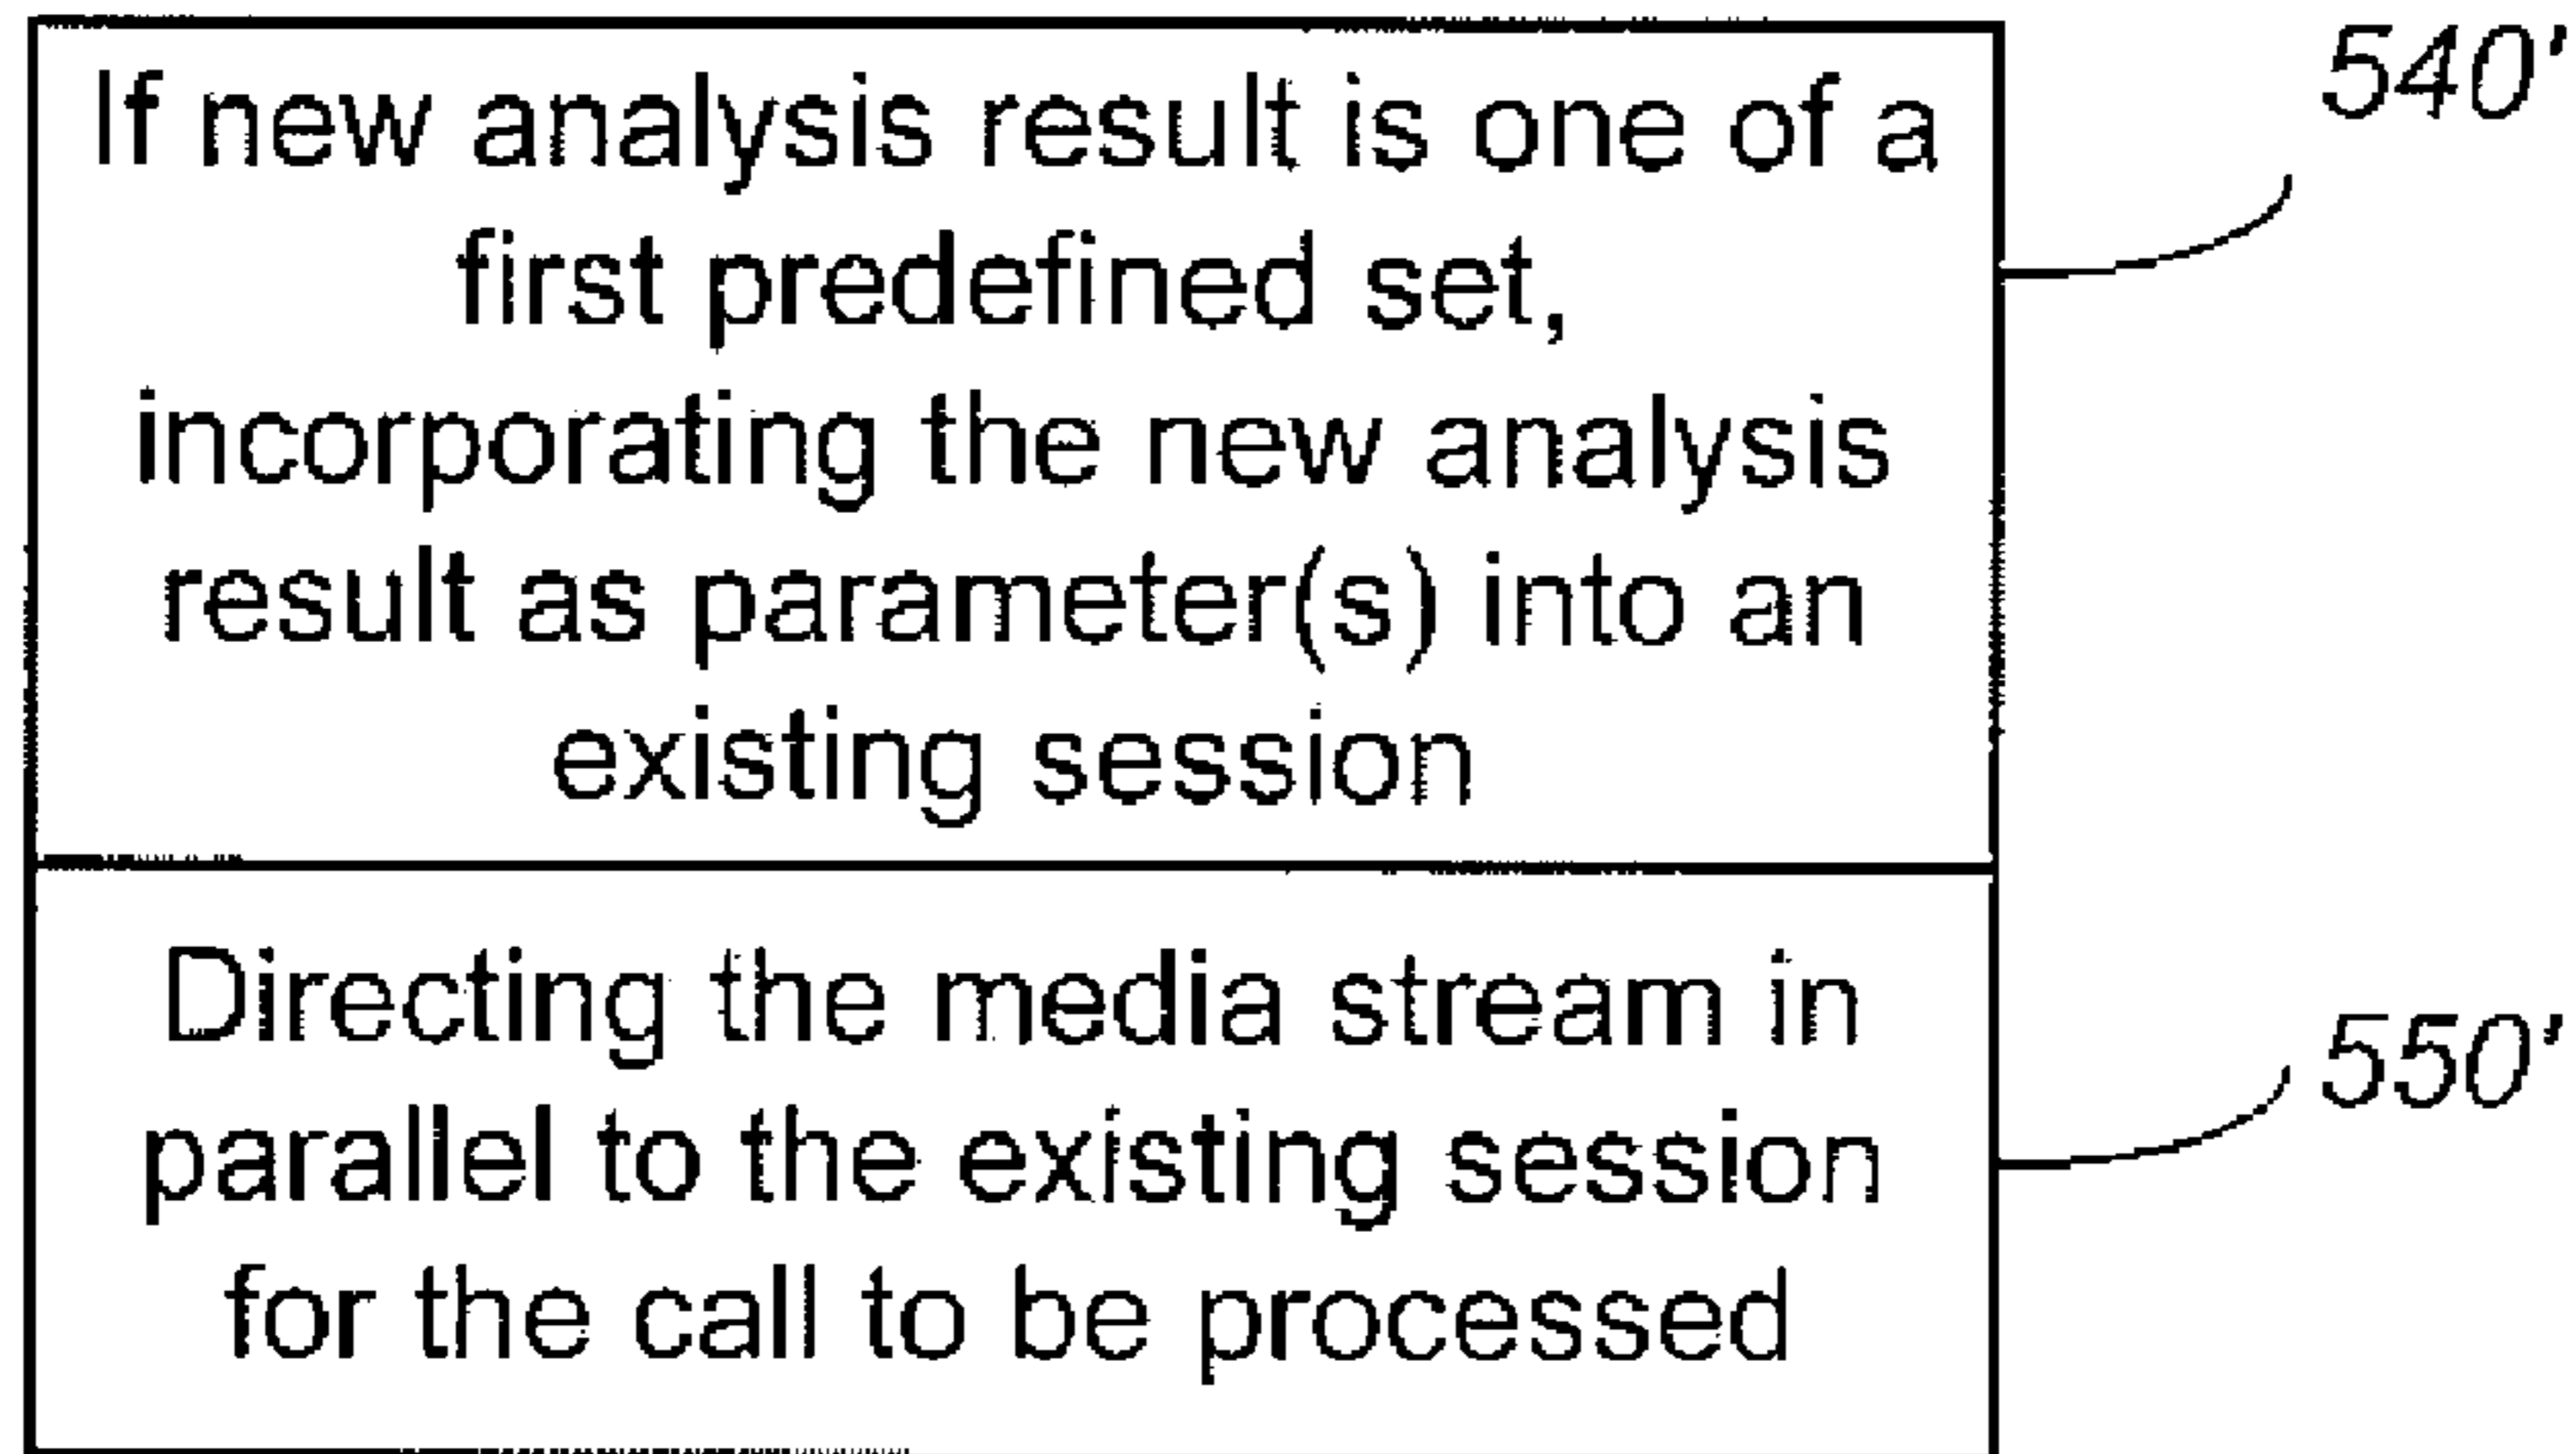 If new analysis result is one of a
first predefined set,
incorporating the new analysis
result as parameter(s) into an
existing session
540'
Directing the media stream in
parallel to the existing session
for the call to be processed
550'